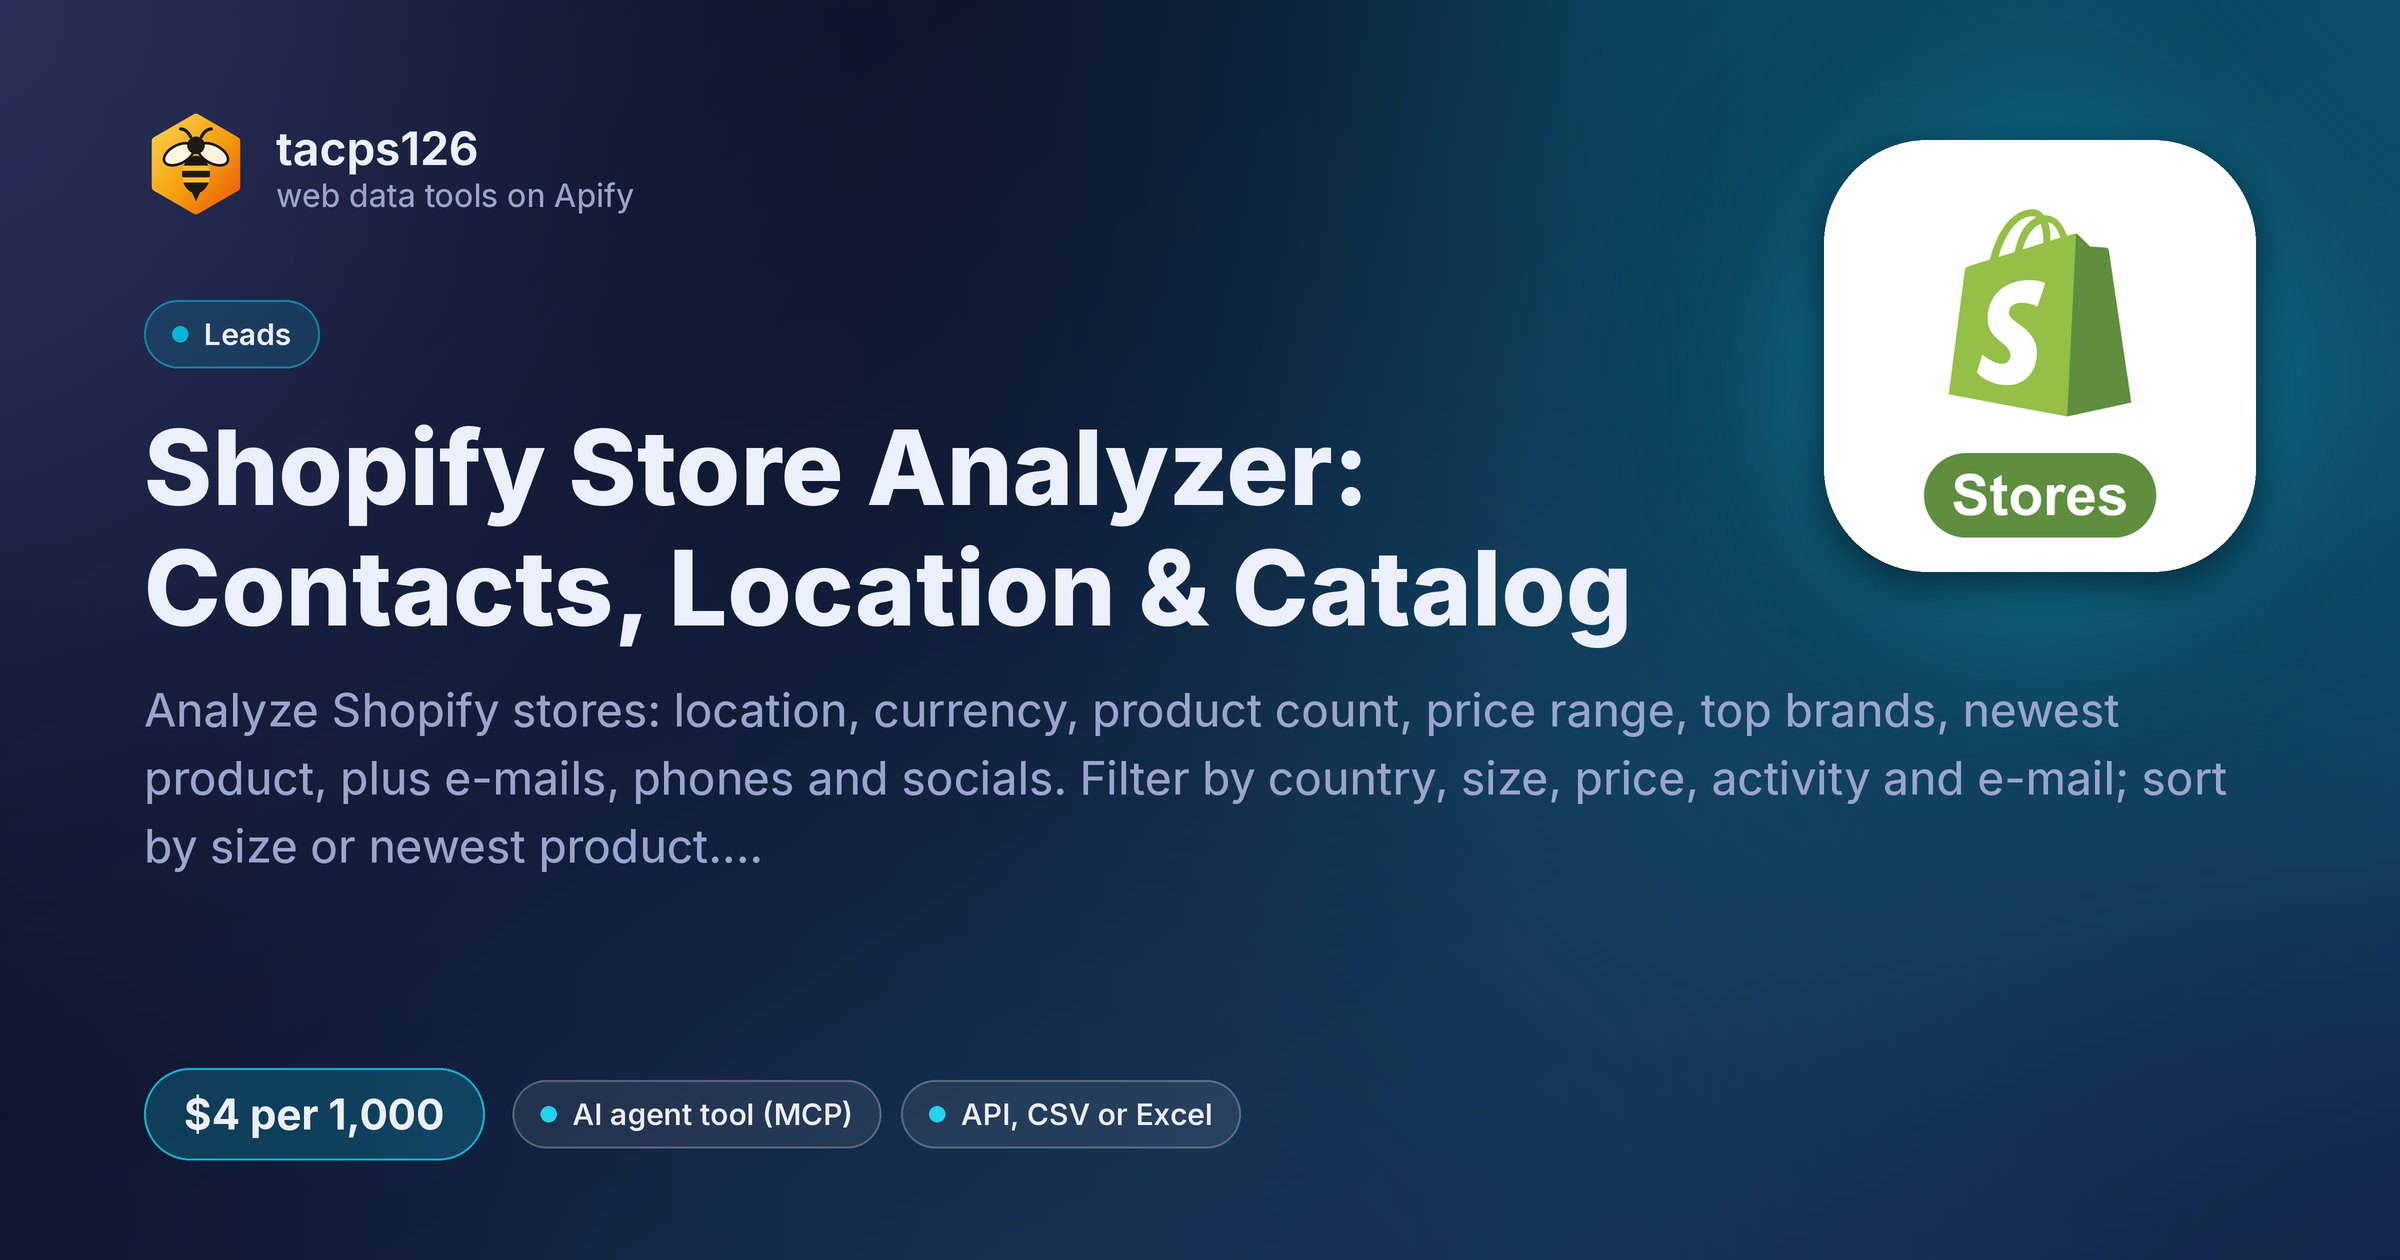 tacps126
web data tools on Apify
Leads
Shopify Store Analyzer:
Contacts, Location & Catalog
Analyze Shopify stores: location, currency, product count, price range, top brands, newest
product, plus e-mails, phones and socials. Filter by country, size, price, activity and e-mail; sort
by size or newest product....
S
Stores
$4 per 1,000
AI agent tool (MCP)
API, CSV or Excel